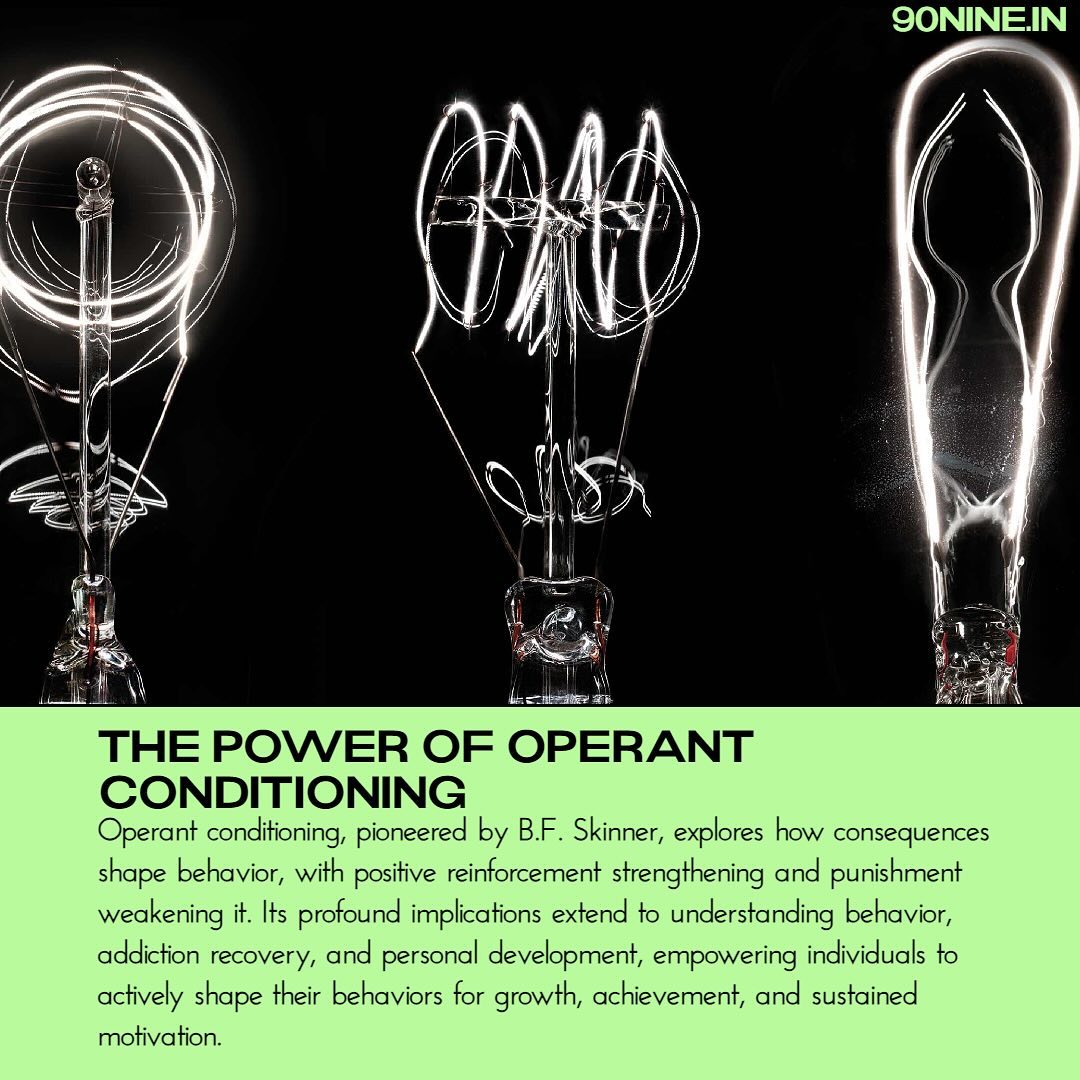 90NINE.IN
THE POWER OF OPERANT
CONDITIONING
Operant conditioning, pioneered by B.F. Skinner, explores how consequences
shape behavior, with positive reinforcement strengthening and punishment
weakening it. Its profound implications extend to understanding behavior,
addiction recovery, and personal development, empowering individuals to
actively shape their behaviors for growth, achievement, and sustained
motivation.